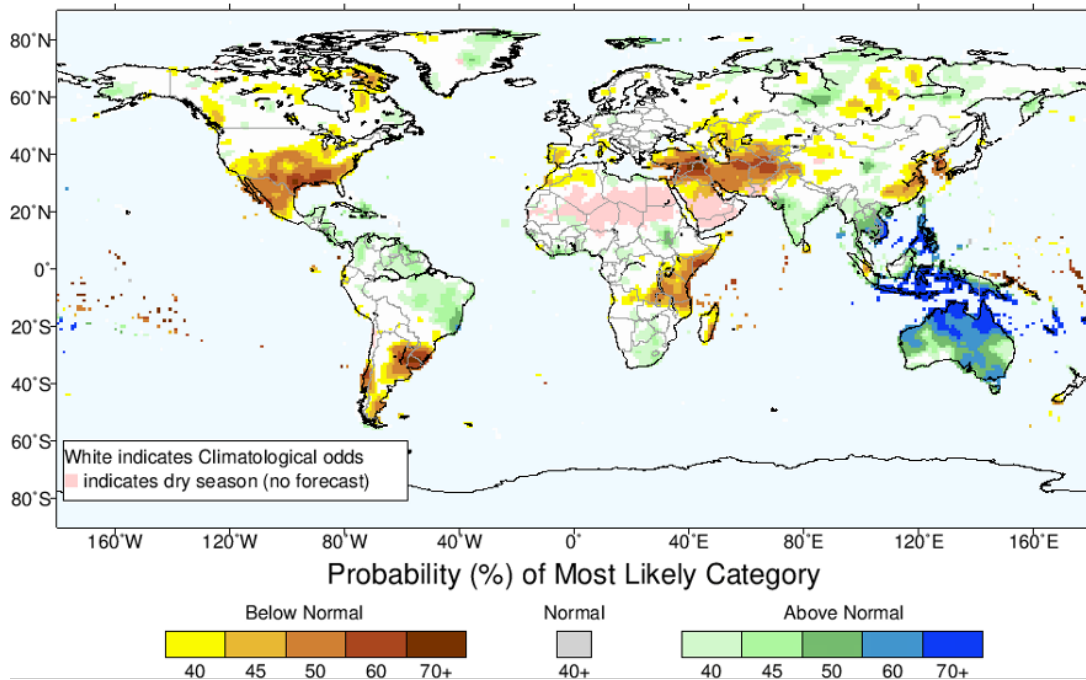 80˚N
60˚N
40˚N
20˚N
0˚
20˚S
40˚S
60˚S
80˚S
White indicates Climatological odds
indicates dry season (no forecast)
160˚W 120˚W 80˚W 40˚W 0˚ 40˚E 80˚E 120˚E 160˚E
Probability (%) of Most Likely Category
Below Normal Normal Above Normal
40 45 50 60 70+ 40+ 40 45 50 60 70+